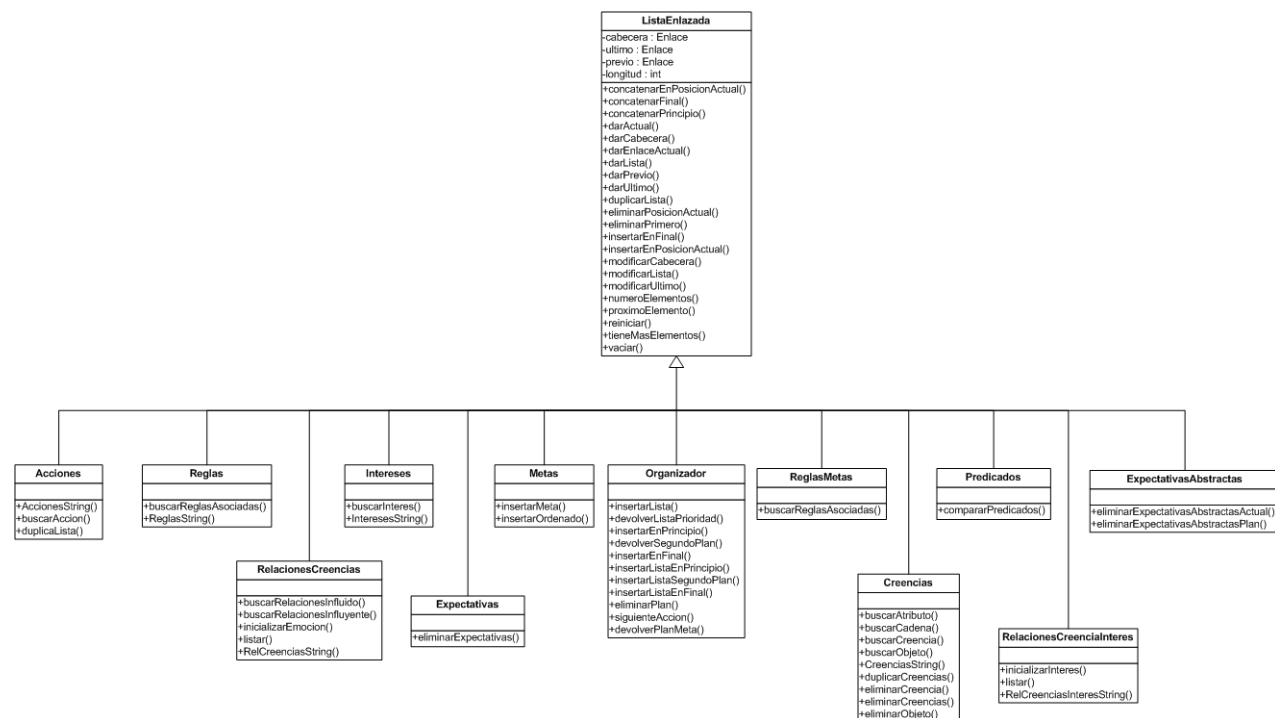 ListaEnlazada
-cabecera : Enlace
-ultimo : Enlace
-previo : Enlace
-longitud : int
+concatenarEnPosicionActual()
+concatenarFinal()
+concatenarPrincipio()
+darActual()
+darCabecera()
+darEnlaceActual()
+darLista()
+darPrevio()
+darUltimo()
+duplicarLista()
+eliminarPosicionActual()
+eliminarPrimero()
+insertarEnFinal()
+insertarEnPosicionActual()
+modificarCabecera()
+modificarLista()
+modificarUltimo()
+numeroElementos()
+proximoElemento()
+reiniciar()
+tieneMasElementos()
+vaciar()
Acciones
+AccionesString()
+buscarAccion()
+duplicaLista()
Reglas
+buscarReglasAsociadas()
+ReglasString()
Intereses
+buscarInteres()
+InteresesString()
Metas
+insertarMeta()
+insertarOrdenado()
Organizador
+insertarLista()
+devolverListaPrioridad()
+insertarEnPrincipio()
+devolverSegundoPlan()
+insertarEnFinal()
+insertarListaEnPrincipio()
+insertarListaSegundoPlan()
+insertarListaEnFinal()
+eliminarPlan()
+siguienteAccion()
+devolverPlanMeta()
ReglasMetas
+buscarReglasAsociadas()
Predicados
+compararPredicados()
ExpectativasAbstractas
+eliminarExpectativasAbstractasActual()
+eliminarExpectativasAbstractasPlan()
RelacionesCreencias
+buscarRelacionesInfluido()
+buscarRelacionesInfluyente()
+inicializarEmocion()
+listar()
+RelCreenciasString()
Expectativas
+eliminarExpectativas()
Creencias
+buscarAtributo()
+buscarCadena()
+buscarCreencia()
+buscarObjeto()
+CreenciasString()
+duplicarCreencias()
+eliminarCreencia()
+eliminarCreencias()
+eliminarObjeto()
RelacionesCreenciaInteres
+inicializarInteres()
+listar()
+RelCreenciasInteresString()